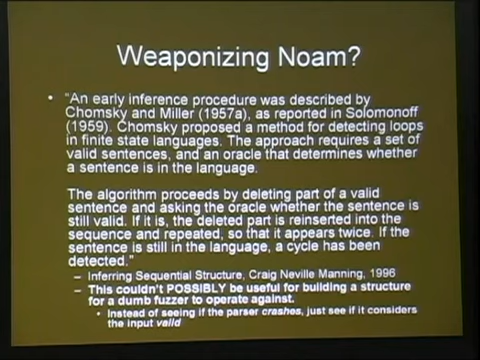 Weaponizing Noam?
• "An early inference procedure was described by
Chomsky and Miller (1957a), as reported in Solomonoff
(1959). Chomsky proposed a method for detecting loops
in finite state languages. The approach requires a set of
valid sentences, and an oracle that determines whether
a sentence is in the language.
The algorithm proceeds by deleting part of a valid
sentence and asking the oracle whether the sentence is
still valid. If it is, the deleted part is reinserted into the
sequence and repeated, so that it appears twice. If the
sentence is still in the language, a cycle has been
detected."
– Inferring Sequential Structure, Craig Neville Manning, 1996
– This couldn't POSSIBLY be useful for building a structure
for a dumb fuzzer to operate against.
• Instead of seeing if the parser crashes, just see if it considers
the input valid